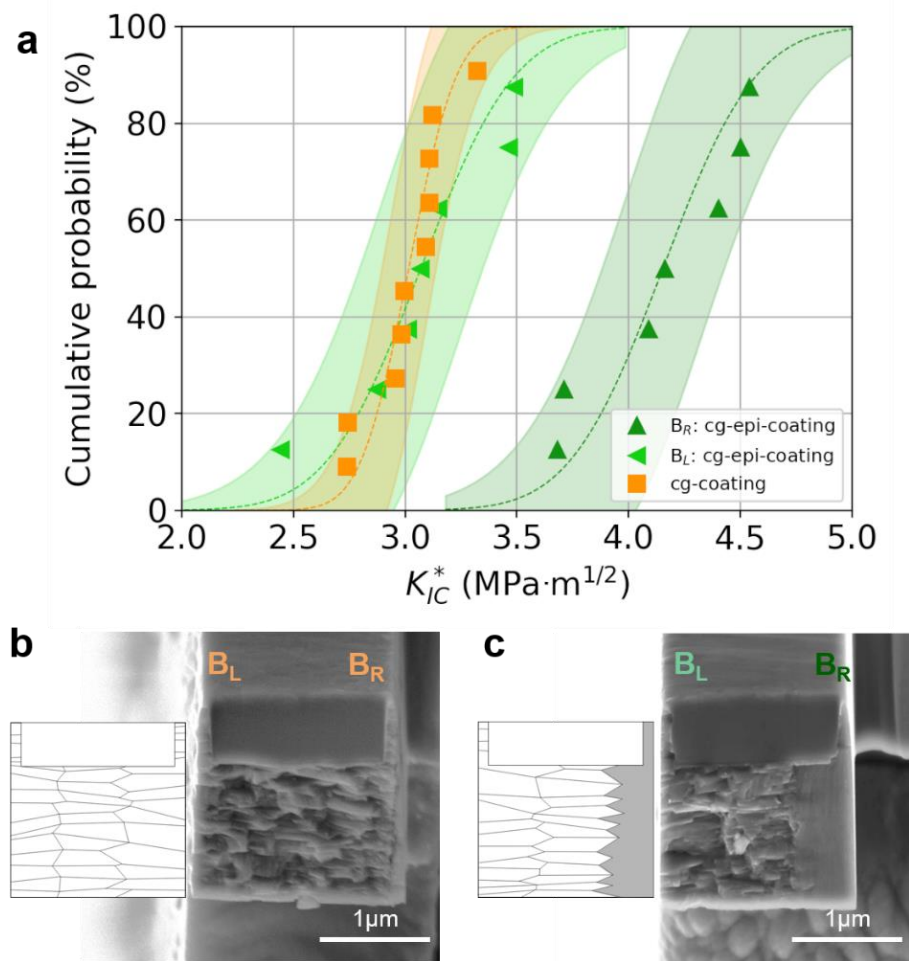 a
Cumulative probability (%)
100
80
60
40
20
0
2.0 2.5 3.0 3.5 4.0 4.5 5.0
K*IC (MPa·m1/2)
BR: cg-epi-coating
BL: cg-epi-coating
cg-coating
b
BL BR
1µm
c
BL BR
1µm